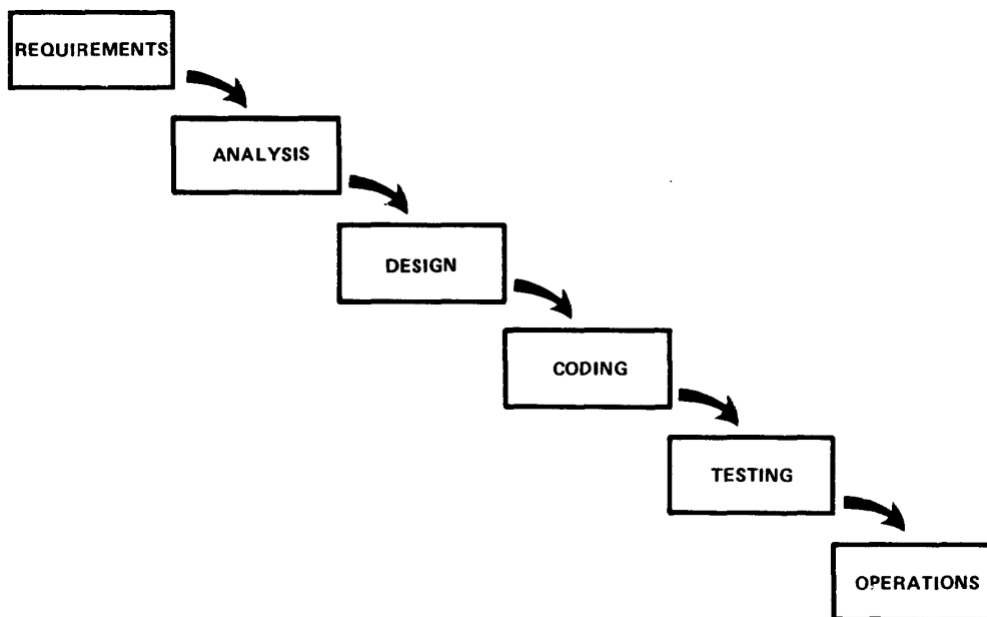 REQUIREMENTS
ANALYSIS
DESIGN
CODING
TESTING
OPERATIONS